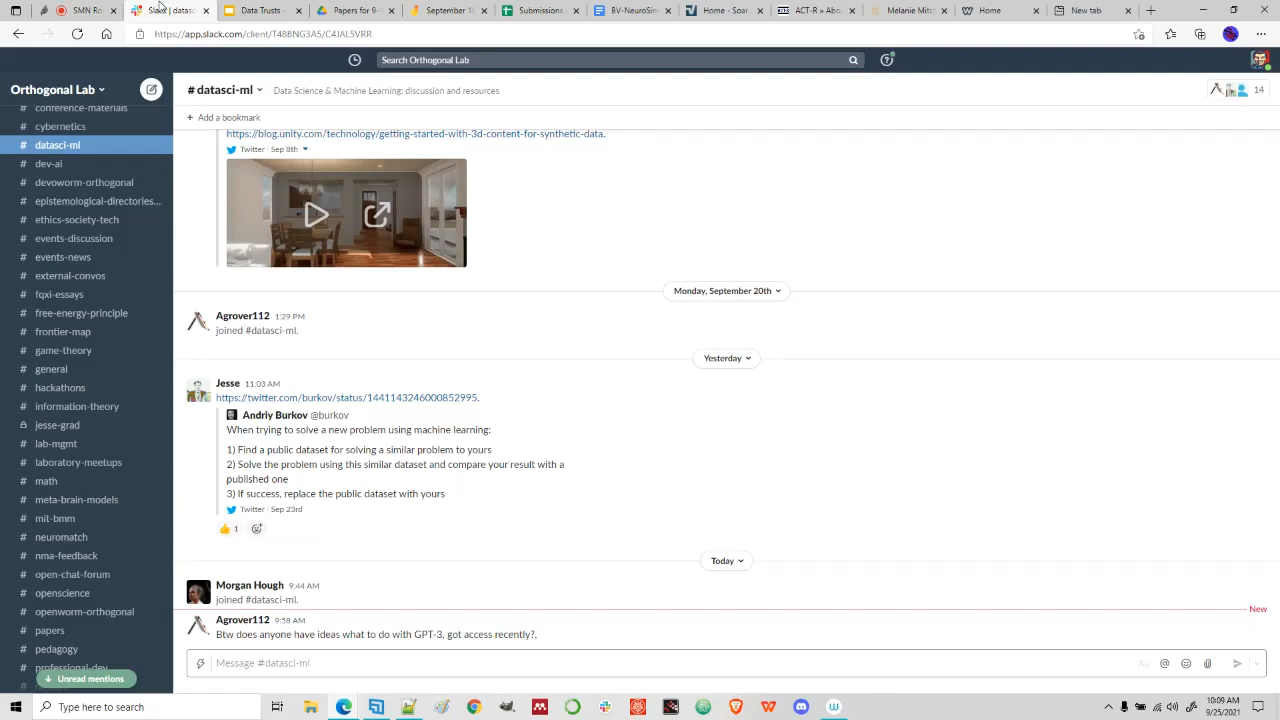 SMN Ro
Slack
Data Trusts -
Papers for 9-
September 10
Submissions
BV-NeuroSim
Home - Soar
ACT-R » Abo
Melanie Mitch
Home
New tab
https://app.slack.com/client/T48BNG3A5/C4JAL5VRR
Search Orthogonal Lab
Orthogonal Lab
# datasci-ml
Data Science & Machine Learning: discussion and resources
14
+ Add a bookmark
# conference-materials
# cybernetics
# datasci-ml
# dev-ai
# devoworm-orthogonal
# epistemological-directories...
# ethics-society-tech
# events-discussion
# events-news
# external-convos
# fqxi-essays
# free-energy-principle
# frontier-map
# game-theory
# general
# hackathons
# information-theory
jesse-grad
# lab-mgmt
# laboratory-meetups
# math
# meta-brain-models
# mit-bmm
# neuromatch
# nma-feedback
# open-chat-forum
# openscience
# openworm-orthogonal
# papers
# pedagogy
# professional-dev
↓ Unread mentions
https://blog.unity.com/technology/getting-started-with-3d-content-for-synthetic-data.
Twitter | Sep 8th
Monday, September 20th
Agrover112 1:29 PM
joined #datasci-ml.
Yesterday
Jesse 11:03 AM
https://twitter.com/burkov/status/1441143246000852995.
Andriy Burkov @burkov
When trying to solve a new problem using machine learning:
1) Find a public dataset for solving a similar problem to yours
2) Solve the problem using this similar dataset and compare your result with a
published one
3) If success, replace the public dataset with yours
Twitter | Sep 23rd
1
Today
Morgan Hough 9:44 AM
joined #datasci-ml.
New
Agrover112 9:58 AM
Btw does anyone have ideas what to do with GPT-3, got access recently?,
Message #datasci-ml
Aa @
Type here to search
10:09 AM
9/25/2021